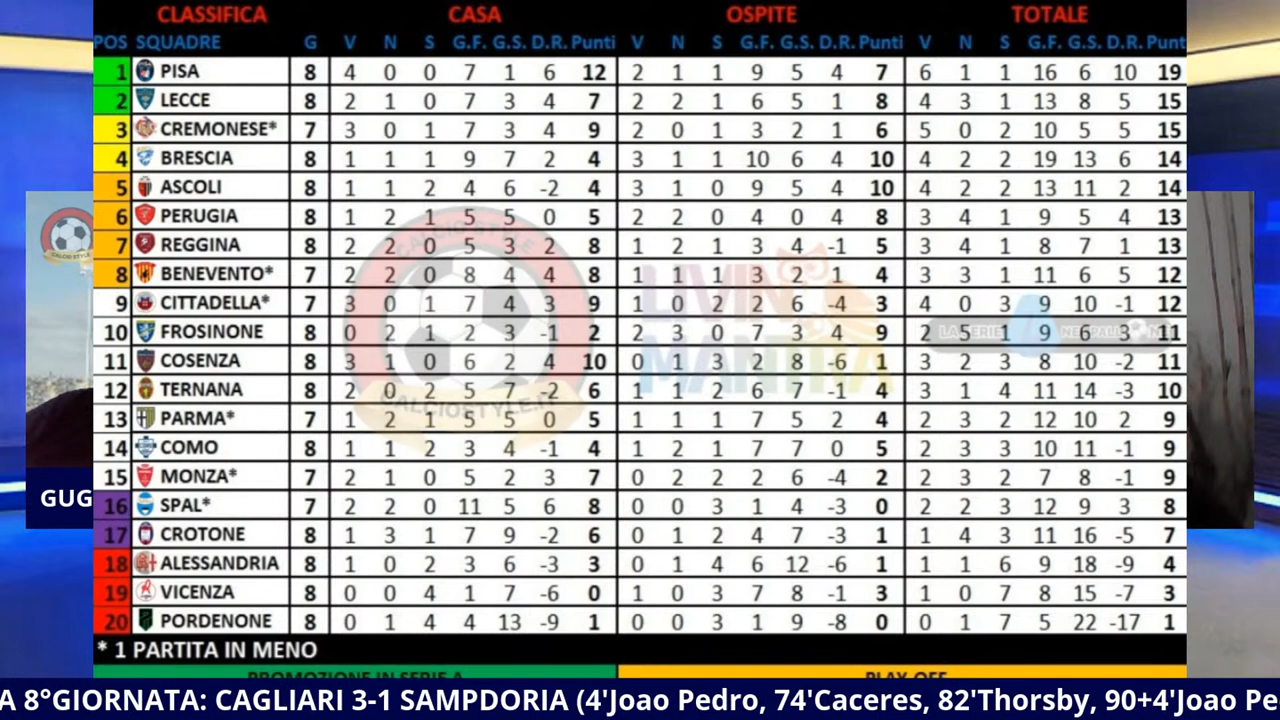 CLASSIFICA CASA OSPITE TOTALE
POS SQUADRE G V N S G.F. G.S. D.R. Punti V N S G.F. G.S. D.R. Punti V N S G.F. G.S. D.R. Punt
1 PISA 8 4 0 0 7 1 6 12 2 1 1 9 5 4 7 6 1 1 16 6 10 19
2 LECCE 8 2 1 0 7 3 4 7 2 2 1 6 5 1 8 4 3 1 13 8 5 15
3 CREMONESE* 7 3 0 1 7 3 4 9 2 0 1 3 2 1 6 5 0 2 10 5 5 15
4 BRESCIA 8 1 1 1 9 7 2 4 3 1 1 10 6 4 10 4 2 2 19 13 6 14
5 ASCOLI 8 1 1 2 4 6 -2 4 3 1 0 9 5 4 10 4 2 2 13 11 2 14
6 PERUGIA 8 1 2 1 5 5 0 5 2 2 0 4 0 4 8 3 4 1 9 5 4 13
7 REGGINA 8 2 2 0 5 3 2 8 1 2 1 3 4 -1 5 3 4 1 8 7 1 13
8 BENEVENTO* 7 2 2 0 8 4 4 8 1 1 1 3 2 1 4 3 3 1 11 6 5 12
9 CITTADELLA* 7 3 0 1 7 4 3 9 1 0 2 2 6 -4 3 4 0 3 9 10 -1 12
10 FROSINONE 8 0 2 1 2 3 -1 2 2 3 0 7 3 4 9 2 5 1 9 6 3 11
11 COSENZA 8 3 1 0 6 2 4 10 0 1 3 2 8 -6 1 3 2 3 8 10 -2 11
12 TERNANA 8 2 0 2 5 7 -2 6 1 1 2 6 7 -1 4 3 1 4 11 14 -3 10
13 PARMA* 7 1 2 1 5 5 0 5 1 1 1 7 5 2 4 2 3 2 12 10 2 9
14 COMO 8 1 1 2 3 4 -1 4 1 2 1 7 7 0 5 2 3 3 10 11 -1 9
15 MONZA* 7 2 1 0 5 2 3 7 0 2 2 2 6 -4 2 2 3 2 7 8 -1 9
16 SPAL* 7 2 2 0 11 5 6 8 0 0 3 1 4 -3 0 2 2 3 12 9 3 8
17 CROTONE 8 1 3 1 7 9 -2 6 0 1 2 4 7 -3 1 1 4 3 11 16 -5 7
18 ALESSANDRIA 8 1 0 2 3 6 -3 3 0 1 4 6 12 -6 1 1 1 6 9 18 -9 4
19 VICENZA 8 0 0 4 1 7 -6 0 1 0 3 7 8 -1 3 1 0 7 8 15 -7 3
20 PORDENONE 8 0 1 4 4 13 -9 1 0 0 3 1 9 -8 0 0 1 7 5 22 -17 1
* 1 PARTITA IN MENO
PROMOZIONE IN SERIE A PLAY OFF
CALCIO STYLE
CALCIOSTYLE.IT
LIVIN
MANTRA
LA SERIE A NEL PALLO
GUG
A 8°GIORNATA: CAGLIARI 3-1 SAMPDORIA (4'Joao Pedro, 74'Caceres, 82'Thorsby, 90+4'Joao Pe